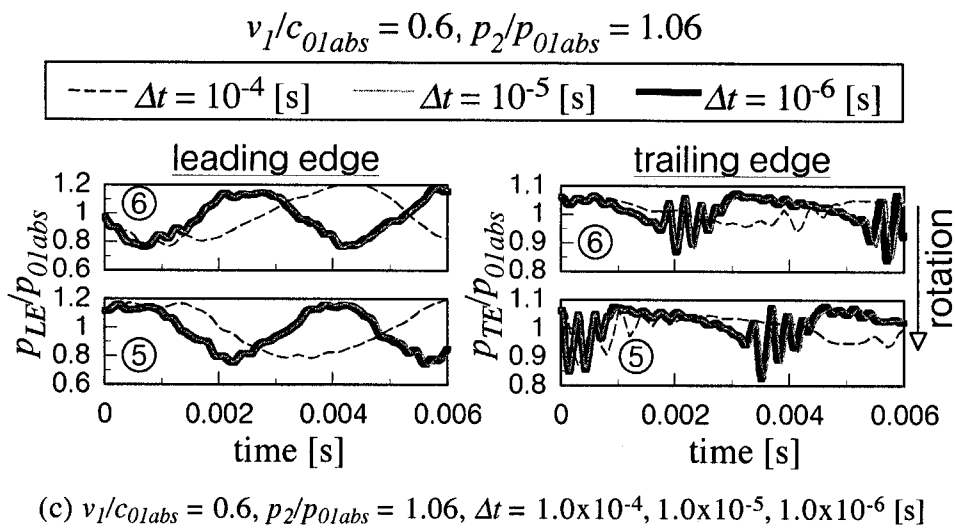 v₁/c₀₁abs = 0.6, p₂/p₀₁abs = 1.06
Δt = 10⁻⁴ [s] Δt = 10⁻⁵ [s] Δt = 10⁻⁶ [s]
leading edge
trailing edge
p_LE/p₀₁abs
1.2
1
0.8
0.6
⑥
1.2
1
0.8
0.6
⑤
0 0.002 0.004 0.006
time [s]
p_TE/p₀₁abs
1.1
1
0.9
0.8
⑥
1.1
1
0.9
0.8
⑤
0 0.002 0.004 0.006
time [s]
rotation
(c) v₁/c₀₁abs = 0.6, p₂/p₀₁abs = 1.06, Δt = 1.0x10⁻⁴, 1.0x10⁻⁵, 1.0x10⁻⁶ [s]